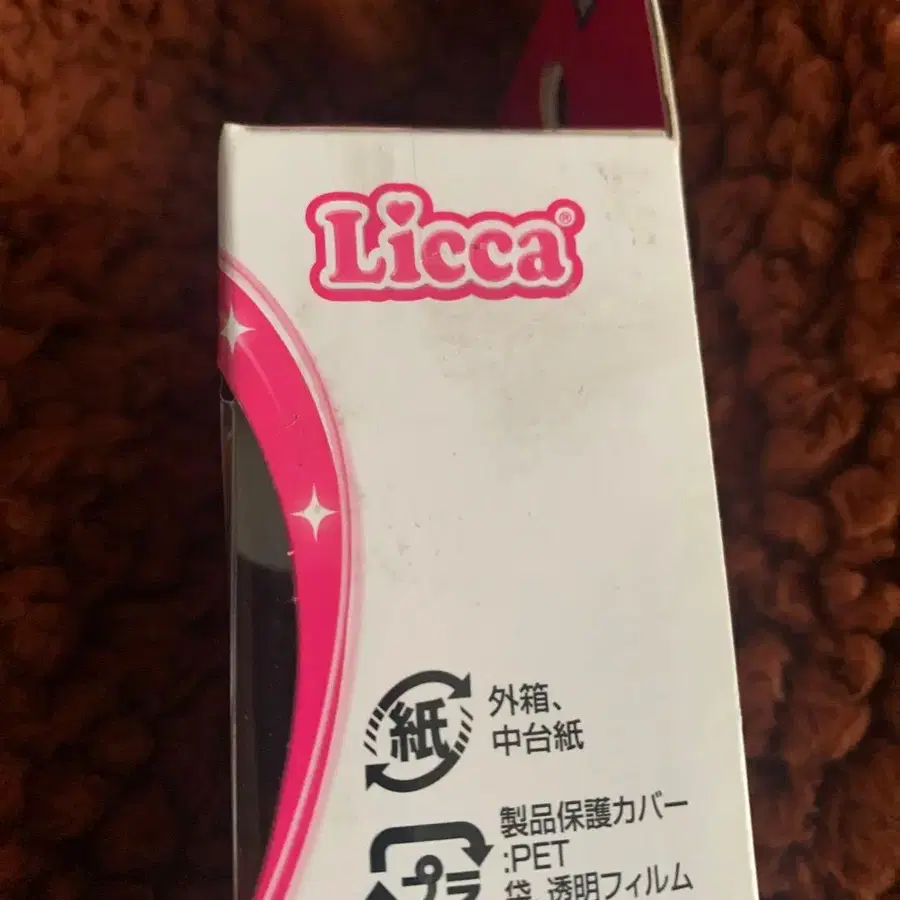 Licca®
紙
外箱、
中台紙
プラ
製品保護カバー
:PET
袋、透明フィルム